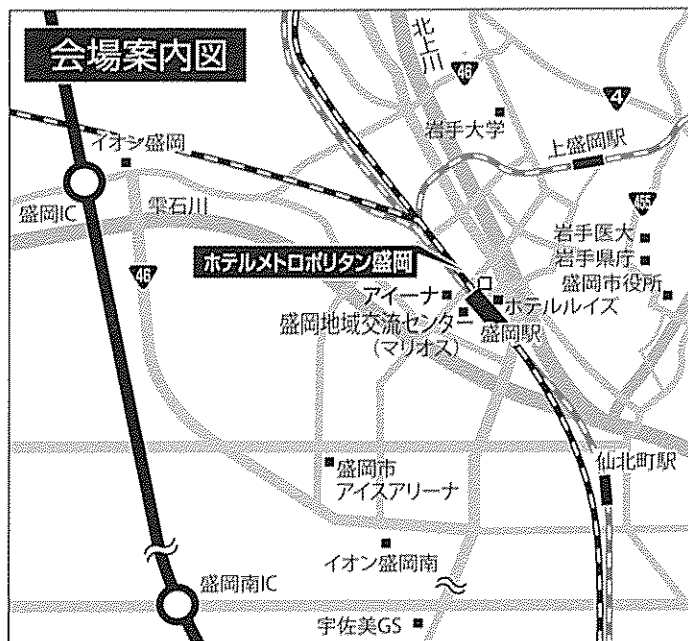 会場案内図
北上川
46
4
岩手大学
上盛岡駅
イオン盛岡
盛岡IC
雫石川
455
岩手医大
岩手県庁
盛岡市役所
46
ホテルメトロポリタン盛岡
アイーナ
ホテルルイズ
盛岡地域交流センター
(マリオス)
盛岡駅
仙北町駅
盛岡市
アイスアリーナ
イオン盛岡南
盛岡南IC
宇佐美GS